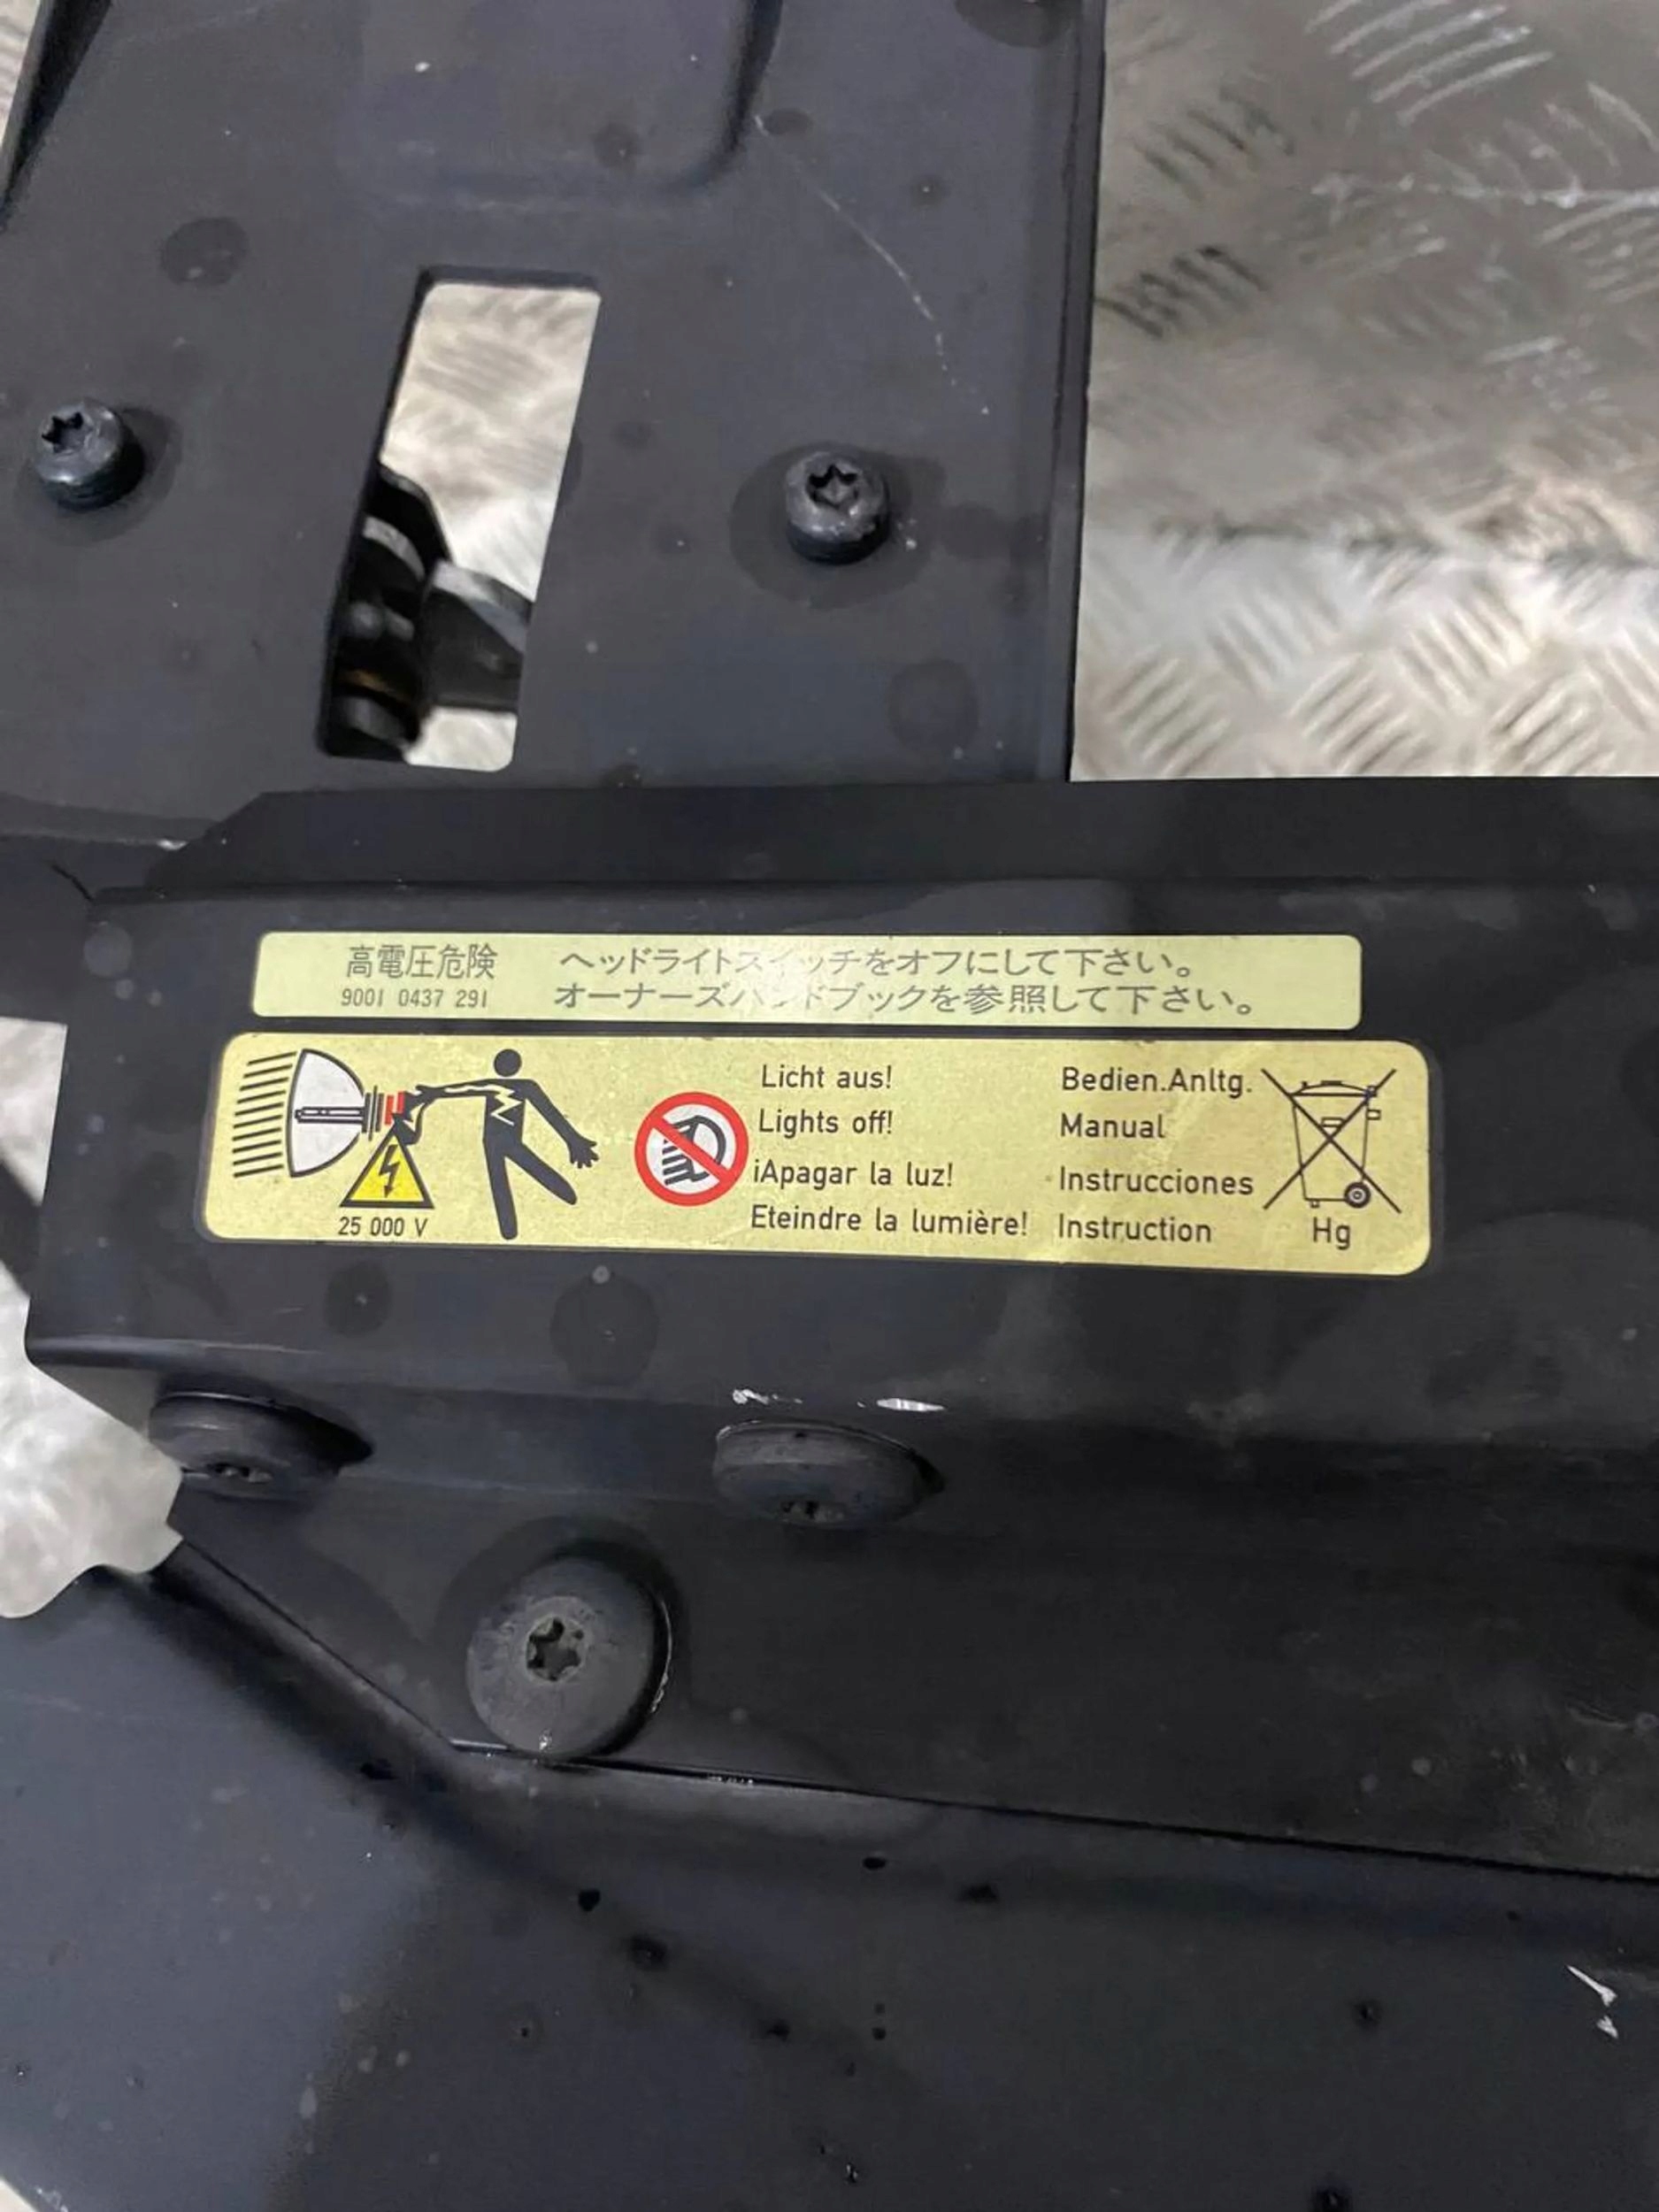 高電圧危険 ヘッドライトスイッチをオフにして下さい。
9001 0437 291 オーナーズハンドブックを参照して下さい。
Licht aus! Bedien.Anltg.
Lights off! Manual
¡Apagar la luz! Instrucciones
Eteindre la lumière! Instruction
25 000 V
Hg